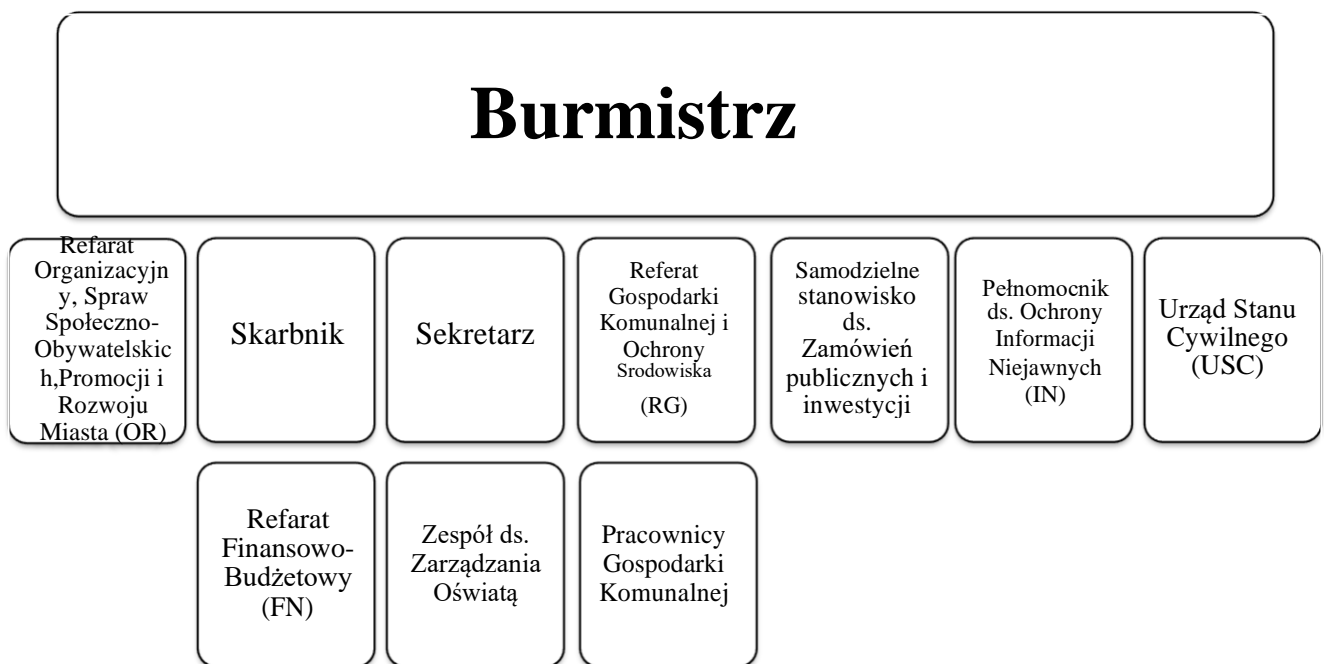 Burmistrz
Refarat
Organizacyjn
y, Spraw
Społeczno-
Obywatelskic
h,Promocji i
Rozwoju
Miasta (OR)
Skarbnik
Sekretarz
Referat
Gospodarki
Komunalnej i
Ochrony
Srodowiska
(RG)
Samodzielne
stanowisko
ds.
Zamówień
publicznych i
inwestycji
Pełnomocnik
ds. Ochrony
Informacji
Niejawnych
(IN)
Urząd Stanu
Cywilnego
(USC)
Refarat
Finansowo-
Budżetowy
(FN)
Zespół ds.
Zarządzania
Oświatą
Pracownicy
Gospodarki
Komunalnej